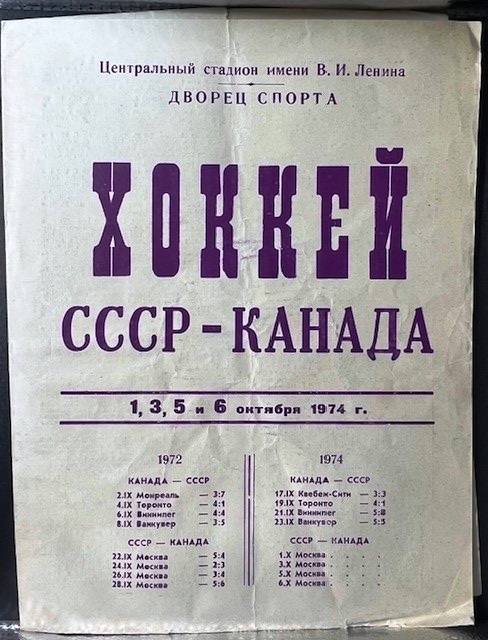 Центральный стадион имени В. И. Ленина
ДВОРЕЦ СПОРТА
ХОККЕЙ
СССР - КАНАДА
1, 3, 5 и 6 октября 1974 г.
1972
КАНАДА — СССР
2.IX Монреаль — 3:7
4.IX Торонто — 4:1
6.IX Виннипег — 4:4
8.IX Ванкувер — 3:5
СССР — КАНАДА
22.IX Москва — 5:4
24.IX Москва — 2:3
26.IX Москва — 3:4
28.IX Москва — 5:6
1974
КАНАДА — СССР
17.IX Квебек-Сити — 3:3
19.IX Торонто — 4:1
21.IX Виннипег — 5:8
23.IX Ванкувер — 5:5
СССР — КАНАДА
1.X Москва . . . .
3.X Москва . . . .
5.X Москва . . . .
6.X Москва . . . .